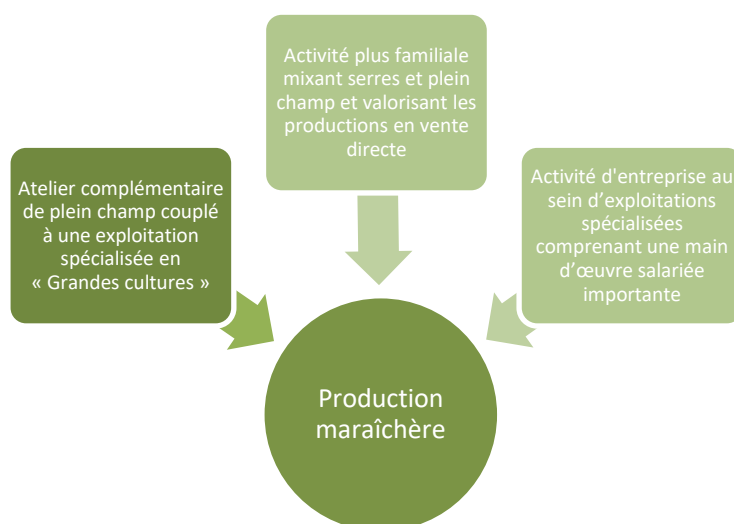 Activité plus familiale
mixant serres et plein
champ et valorisant les
productions en vente
directe
Atelier complémentaire
de plein champ couplé
à une exploitation
spécialisée en
« Grandes cultures »
Activité d'entreprise au
sein d’exploitations
spécialisées
comprenant une main
d’œuvre salariée
importante
Production
maraîchère